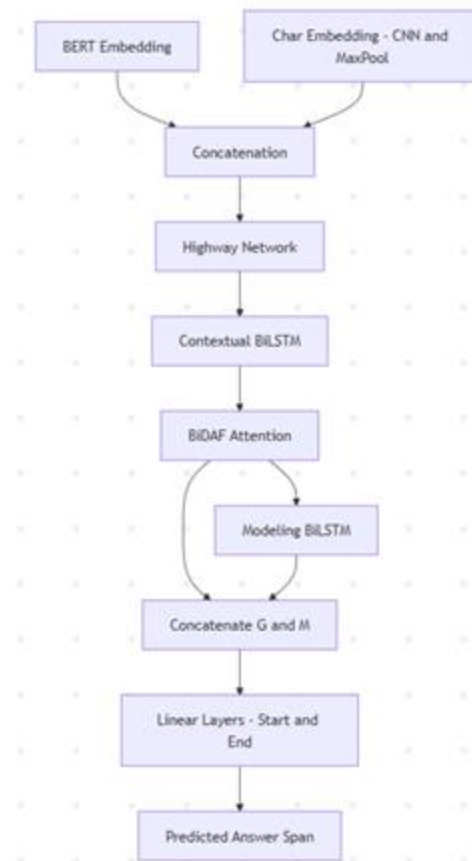 BERT Embedding
Char Embedding - CNN and
MaxPool
Concatenation
Highway Network
Contextual BiLSTM
BiDAF Attention
Modeling BiLSTM
Concatenate G and M
Linear Layers - Start and
End
Predicted Answer Span